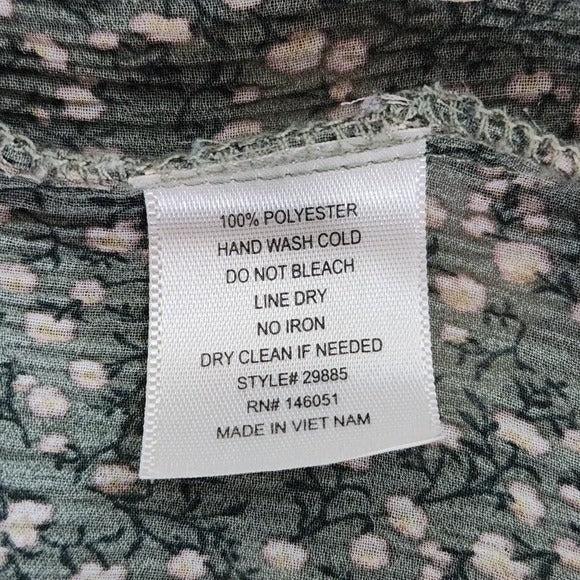 100% POLYESTER
HAND WASH COLD
DO NOT BLEACH
LINE DRY
NO IRON
DRY CLEAN IF NEEDED
STYLE# 29885
RN# 146051
MADE IN VIET NAM